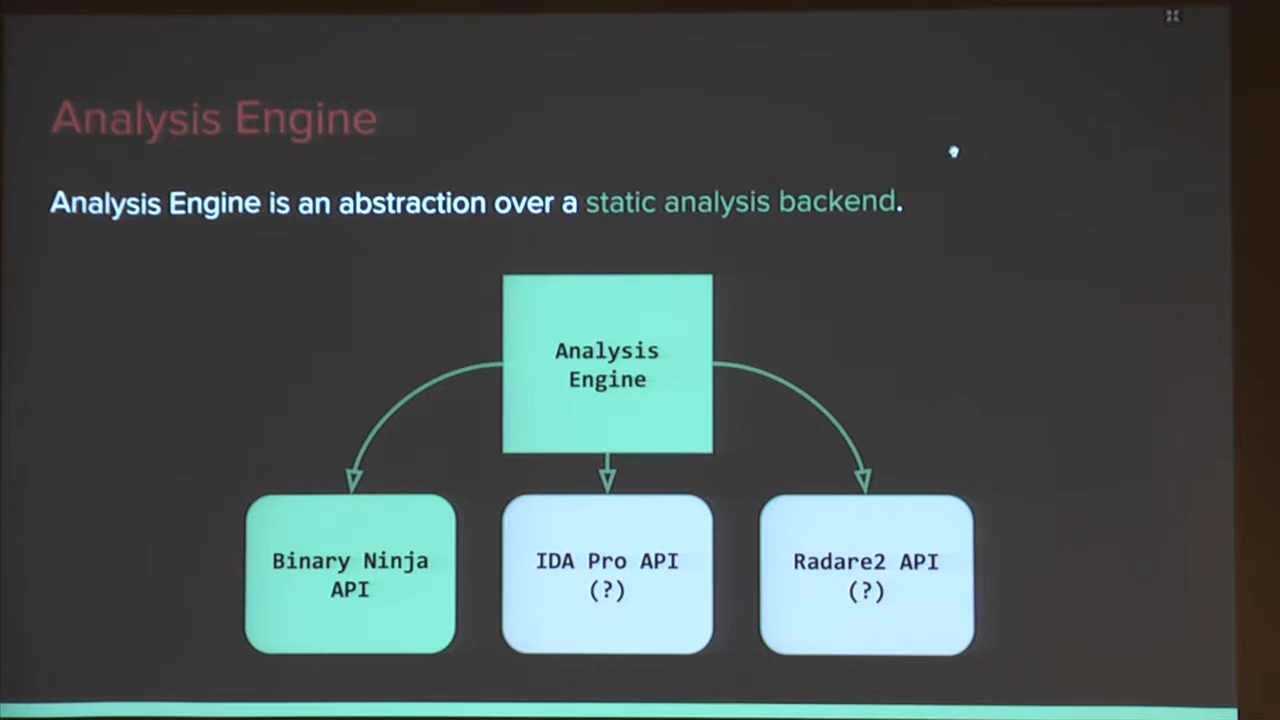 Analysis Engine
Analysis Engine is an abstraction over a static analysis backend.
Analysis
Engine
Binary Ninja
API
IDA Pro API
(?)
Radare2 API
(?)